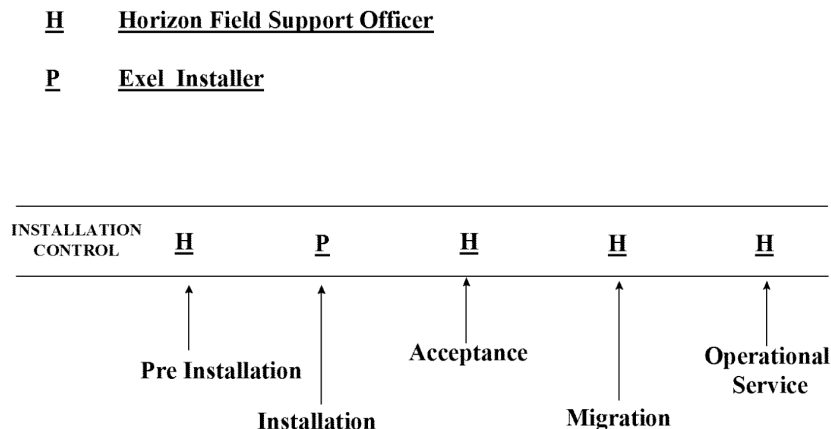 H Horizon Field Support Officer
P Exel Installer
INSTALLATION
CONTROL
H P H H H
Pre Installation
Installation
Acceptance
Migration
Operational
Service